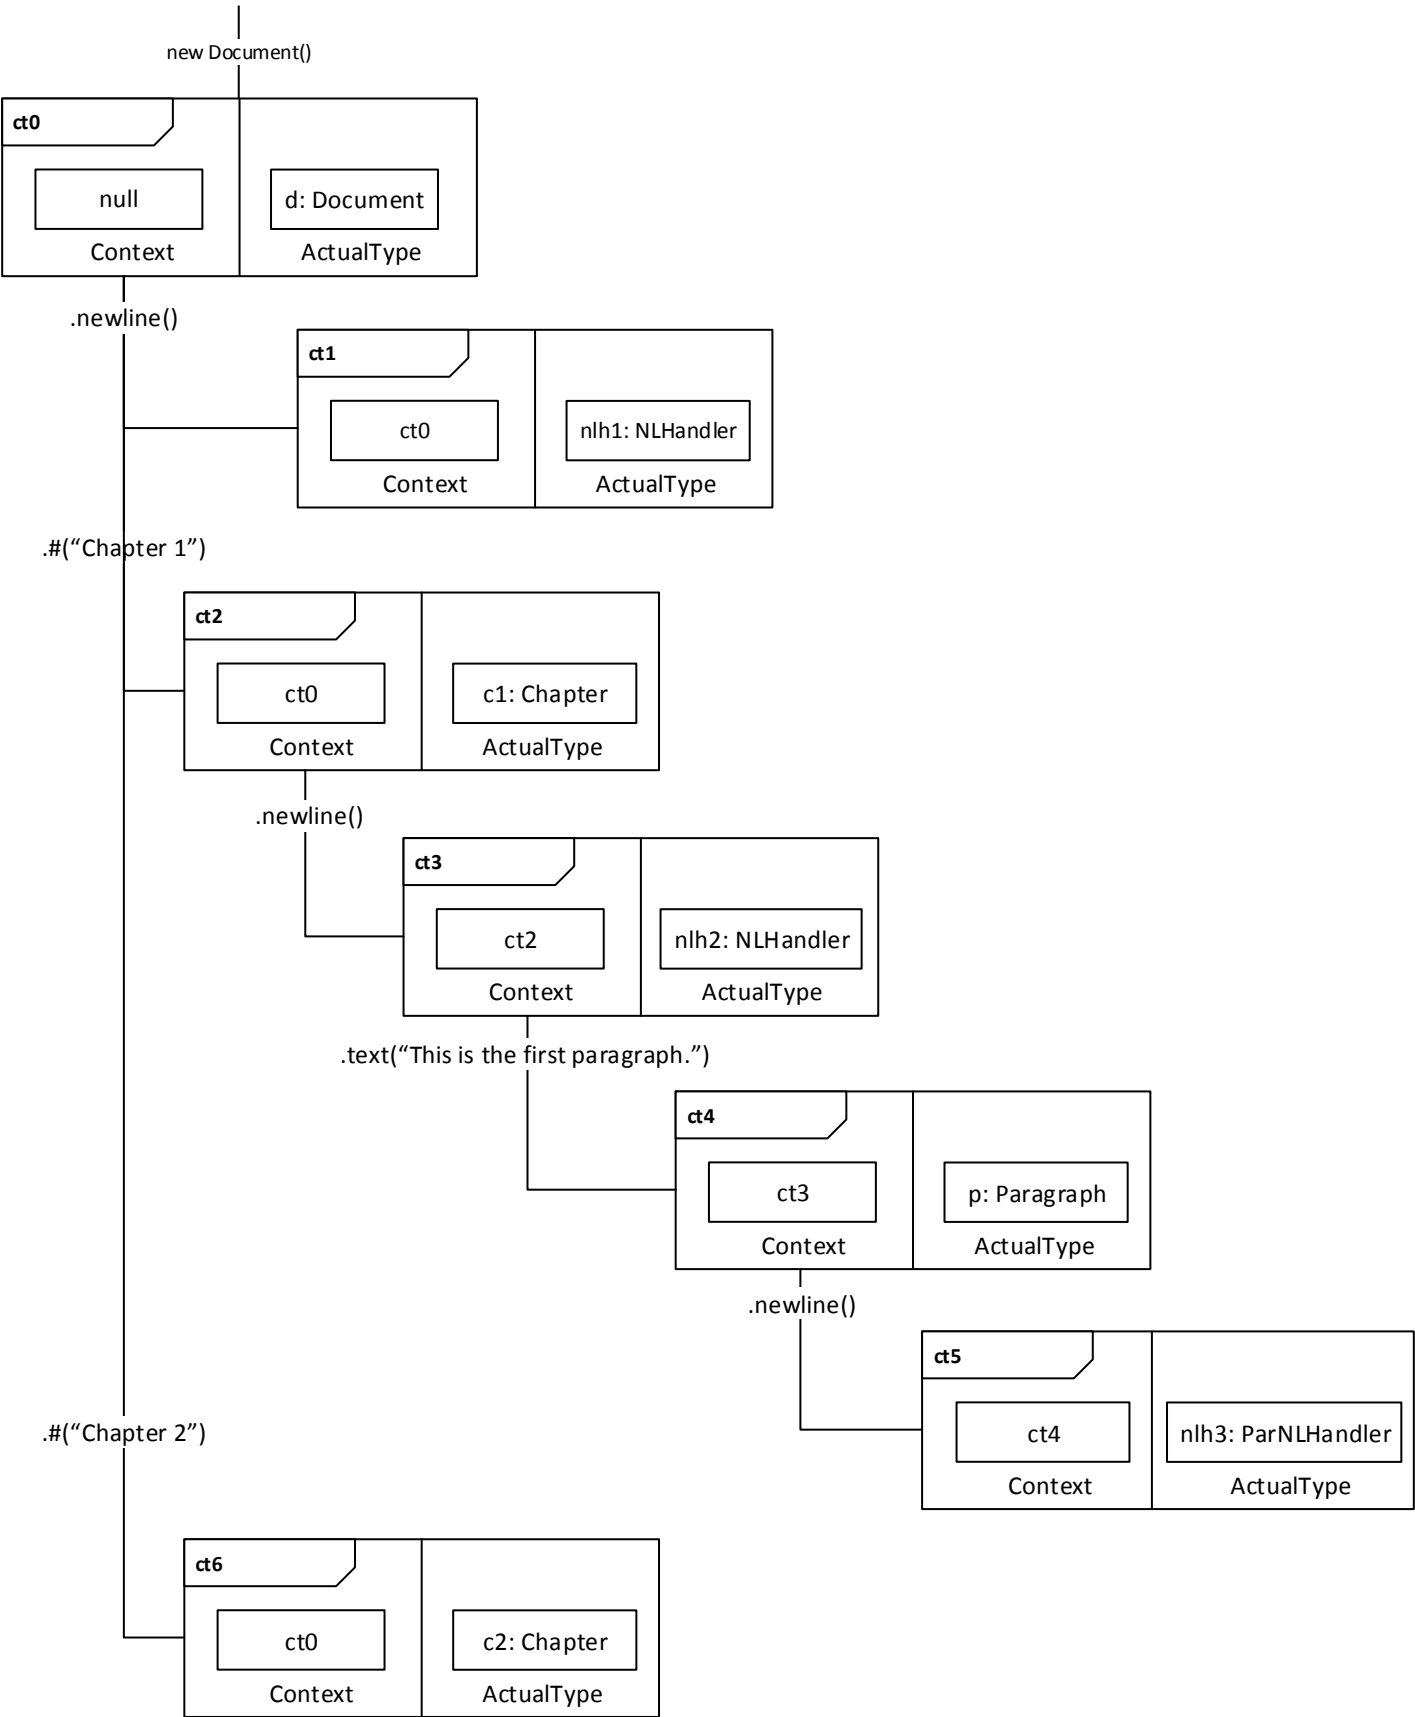 new Document()
ct0
null
d: Document
Context
ActualType
.newline()
ct1
ct0
nlh1: NLHandler
Context
ActualType
.#(“Chapter 1”)
ct2
ct0
c1: Chapter
Context
ActualType
.newline()
ct3
ct2
nlh2: NLHandler
Context
ActualType
.text(“This is the first paragraph.”)
ct4
ct3
p: Paragraph
Context
ActualType
.newline()
ct5
ct4
nlh3: ParNLHandler
Context
ActualType
.#(“Chapter 2”)
ct6
ct0
c2: Chapter
Context
ActualType